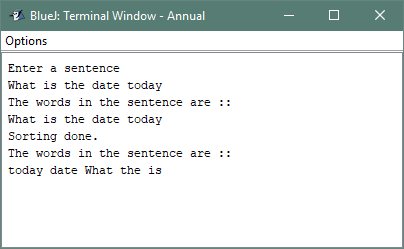 BlueJ: Terminal Window - Annual
Options
Enter a sentence
What is the date today
The words in the sentence are ::
What is the date today
Sorting done.
The words in the sentence are ::
today date What the is